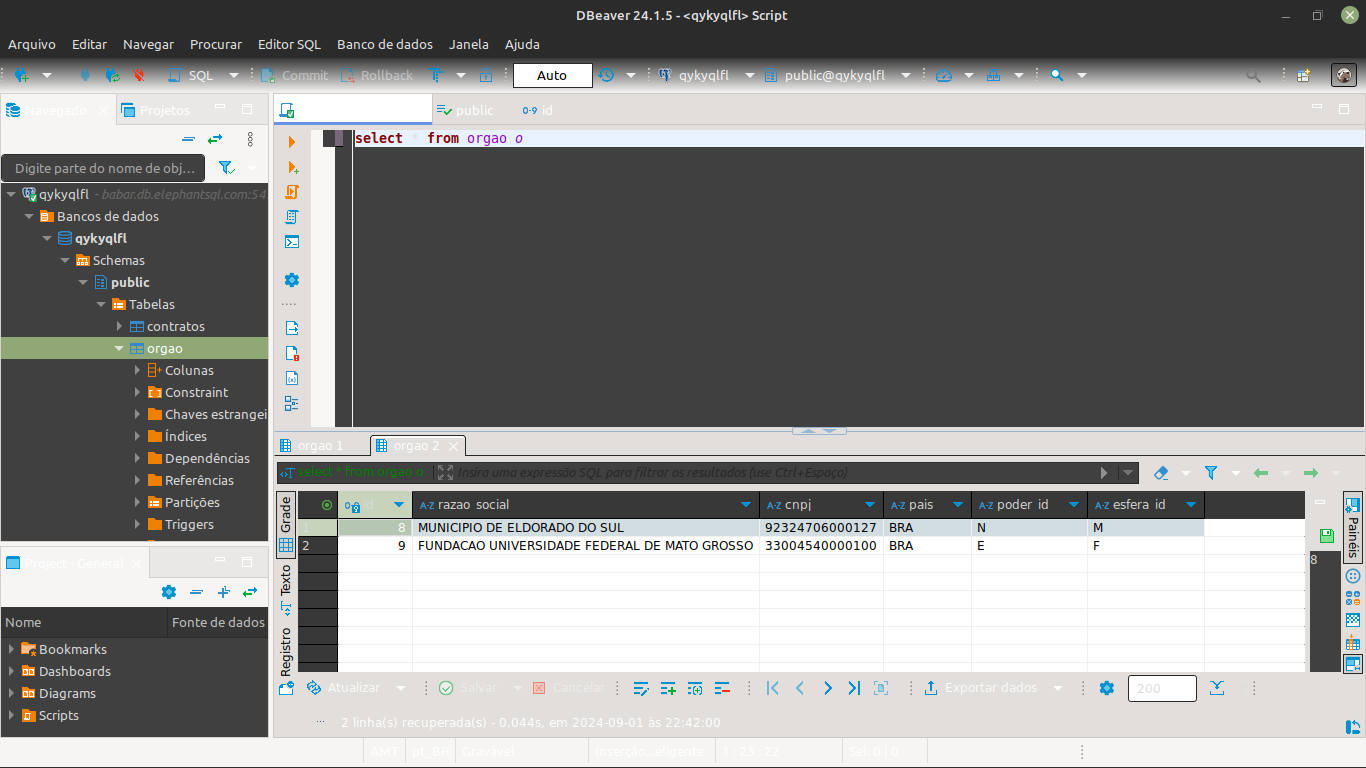 DBeaver 24.1.5 - <qykyqlfl> Script
Arquivo Editar Navegar Procurar Editor SQL Banco de dados Janela Ajuda
SQL Commit Rollback Auto qykyqlfl public@qykyqlfl
Navegado Projetos
Digite parte do nome de obj...
qykyqlfl - babar.db.elephantsql.com:54
Bancos de dados
qykyqlfl
Schemas
public
Tabelas
contratos
orgao
Colunas
Constraint
Chaves estrangei
Índices
Dependências
Referências
Partições
Triggers
Project - General
Nome Fonte de dados
Bookmarks
Dashboards
Diagrams
Scripts
public id
select * from orgao o
orgao 1 orgao 2
select * from orgao o Insira uma expressão SQL para filtrar os resultados (use Ctrl+Espaço)
Grade
Texto
Registro
id razao_social cnpj pais poder_id esfera_id
1 8 MUNICIPIO DE ELDORADO DO SUL 92324706000127 BRA N M
2 9 FUNDACAO UNIVERSIDADE FEDERAL DE MATO GROSSO 33004540000100 BRA E F
Painéis
8
Atualizar Salvar Cancelar Exportar dados 200
2 linha(s) recuperada(s) - 0,044s, em 2024-09-01 às 22:42:00
AMT pt_BR Gravável Inserção...eligente 1 : 23 : 22 Sel: 0 | 0